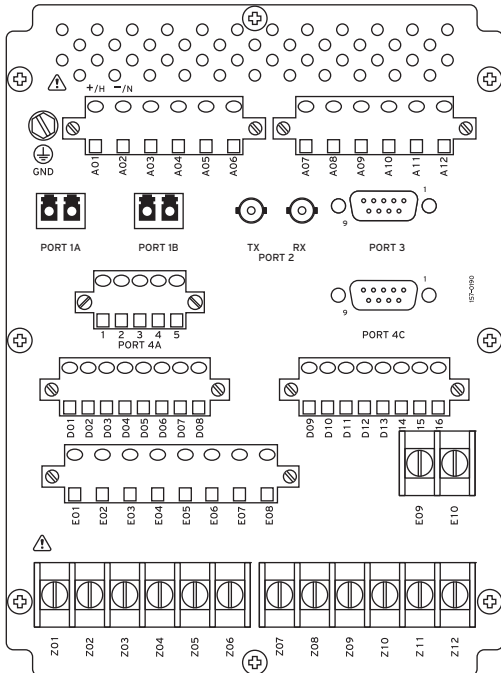 +/H −/N
A01 A02 A03 A04 A05 A06 A07 A08 A09 A10 A11 A12
GND
PORT 1A PORT 1B TX RX PORT 3
PORT 2
1
9
1 2 3 4 5
PORT 4A
1
9
PORT 4C
157-0190
D01 D02 D03 D04 D05 D06 D07 D08 D09 D10 D11 D12 D13 14 15 16
E01 E02 E03 E04 E05 E06 E07 E08 E09 E10
Z01 Z02 Z03 Z04 Z05 Z06 Z07 Z08 Z09 Z10 Z11 Z12